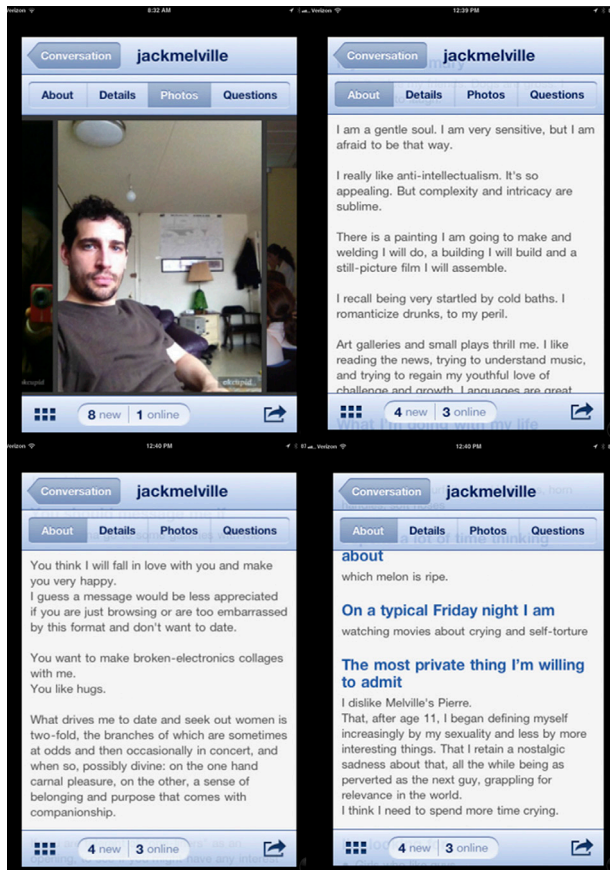 Verizon
8:32 AM
Conversation
jackmelville
About
Details
Photos
Questions
okcupid
8 new
1 online
Verizon
12:39 PM
Conversation
jackmelville
About
Details
Photos
Questions
I am a gentle soul. I am very sensitive, but I am
afraid to be that way.
I really like anti-intellectualism. It's so
appealing. But complexity and intricacy are
sublime.
There is a painting I am going to make and
welding I will do, a building I will build and a
still-picture film I will assemble.
I recall being very startled by cold baths. I
romanticize drunks, to my peril.
Art galleries and small plays thrill me. I like
reading the news, trying to understand music,
and trying to regain my youthful love of
challenge and growth. Languages are great
What I'm doing with my life
4 new
3 online
Verizon
12:40 PM
Conversation
jackmelville
You should message me if
About
Details
Photos
Questions
You think I will fall in love with you and make
you very happy.
I guess a message would be less appreciated
if you are just browsing or are too embarrassed
by this format and don't want to date.
You want to make broken-electronics collages
with me.
You like hugs.
What drives me to date and seek out women is
two-fold, the branches of which are sometimes
at odds and then occasionally in concert, and
when so, possibly divine: on the one hand
carnal pleasure, on the other, a sense of
belonging and purpose that comes with
companionship.
4 new
3 online
Verizon
12:40 PM
Conversation
jackmelville
About
Details
Photos
Questions
a lot of time thinking
about
which melon is ripe.
On a typical Friday night I am
watching movies about crying and self-torture
The most private thing I'm willing
to admit
I dislike Melville's Pierre.
That, after age 11, I began defining myself
increasingly by my sexuality and less by more
interesting things. That I retain a nostalgic
sadness about that, all the while being as
perverted as the next guy, grappling for
relevance in the world.
I think I need to spend more time crying.
4 new
3 online